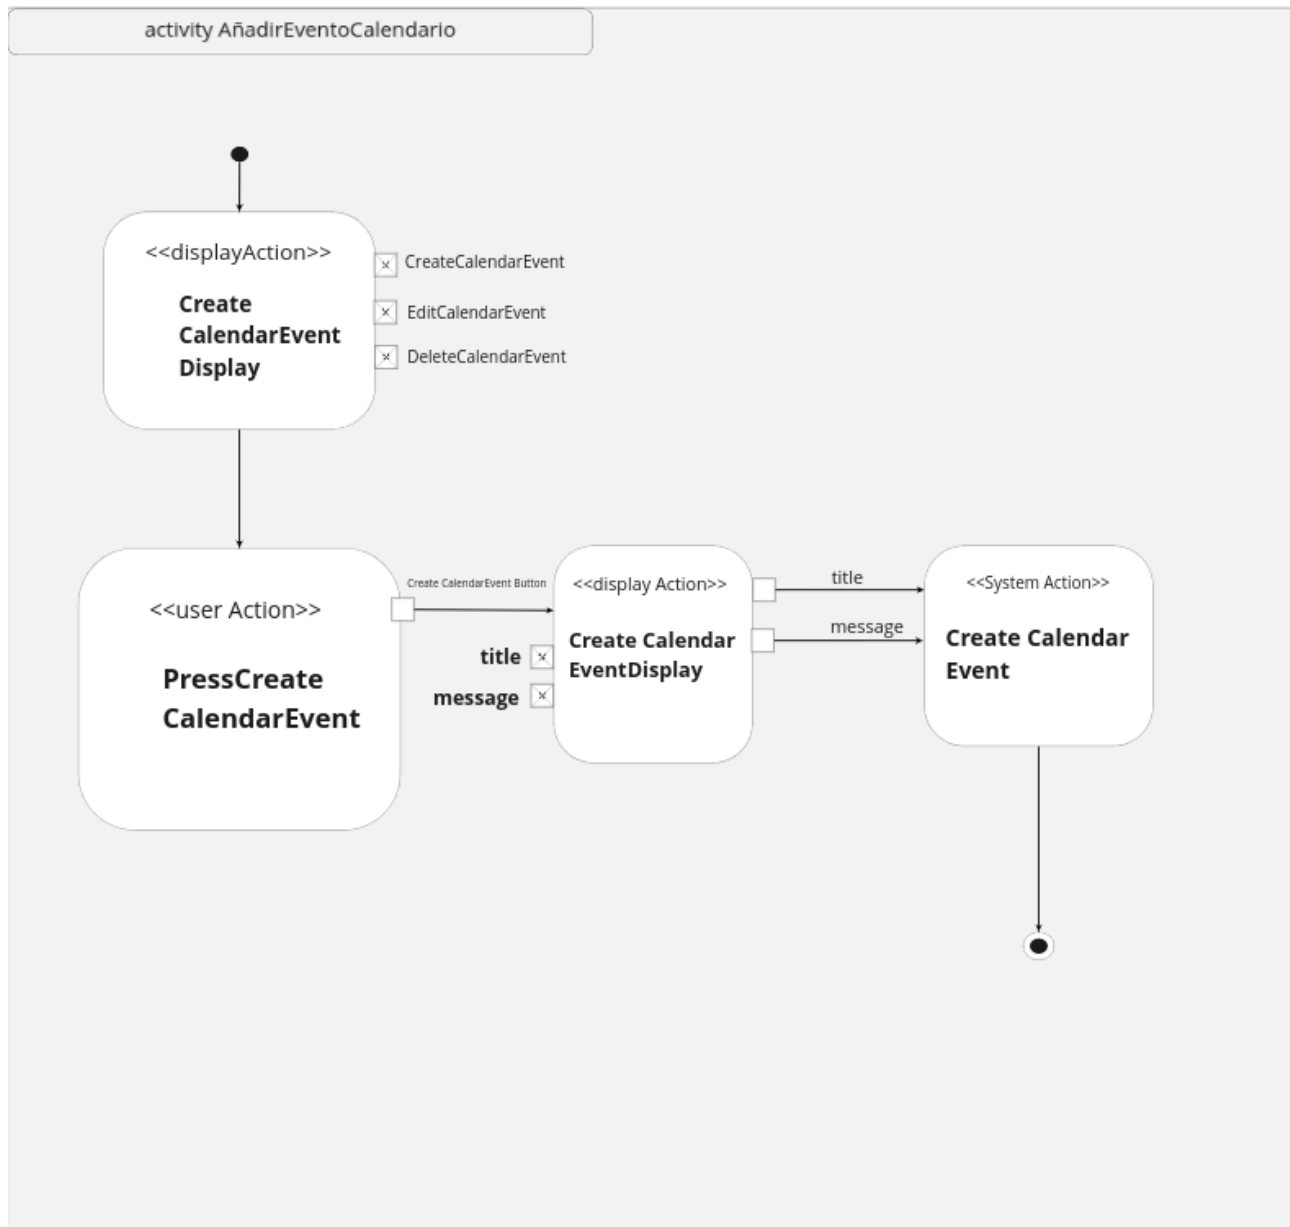 activity AñadirEventoCalendario
<<displayAction>>
Create
CalendarEvent
Display
CreateCalendarEvent
EditCalendarEvent
DeleteCalendarEvent
<<user Action>>
PressCreate
CalendarEvent
Create CalendarEvent Button
title
message
<<display Action>>
Create Calendar
EventDisplay
title
message
<<System Action>>
Create Calendar
Event